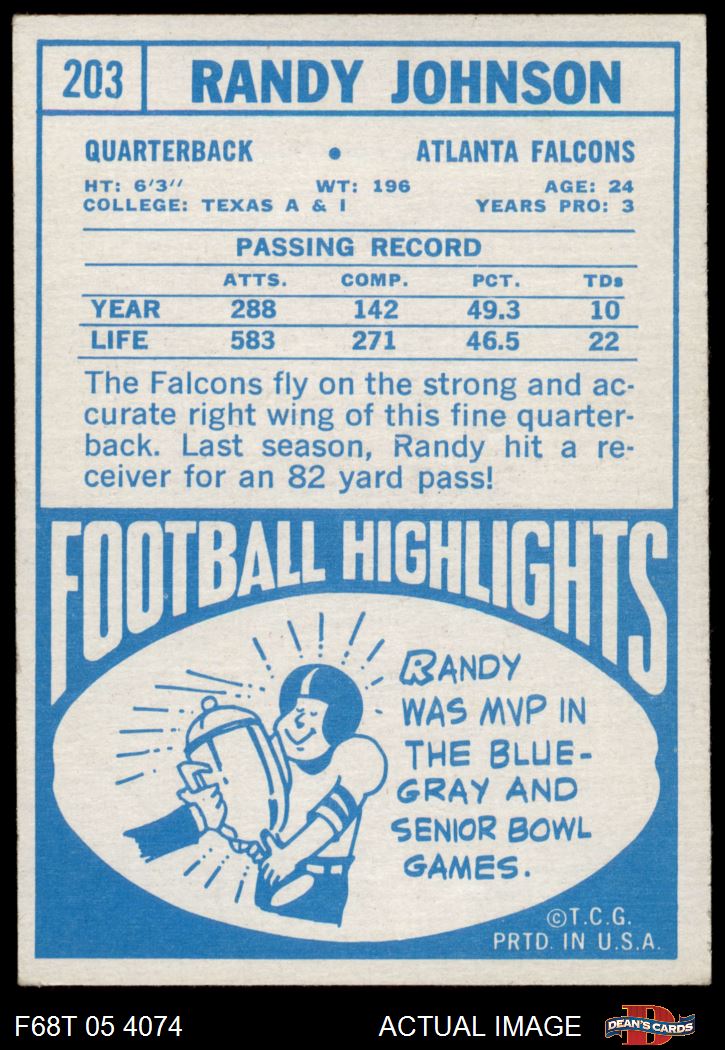 203 RANDY JOHNSON
QUARTERBACK • ATLANTA FALCONS
HT: 6'3" WT: 196 AGE: 24
COLLEGE: TEXAS A & I YEARS PRO: 3
PASSING RECORD
ATTS. COMP. PCT. TDs
YEAR 288 142 49.3 10
LIFE 583 271 46.5 22
The Falcons fly on the strong and ac-
curate right wing of this fine quarter-
back. Last season, Randy hit a re-
ceiver for an 82 yard pass!
FOOTBALL HIGHLIGHTS
RANDY
WAS MVP IN
THE BLUE-
GRAY AND
SENIOR BOWL
GAMES.
©T.C.G.
PRTD. IN U.S.A.
F68T 05 4074 ACTUAL IMAGE D DEAN'S CARDS